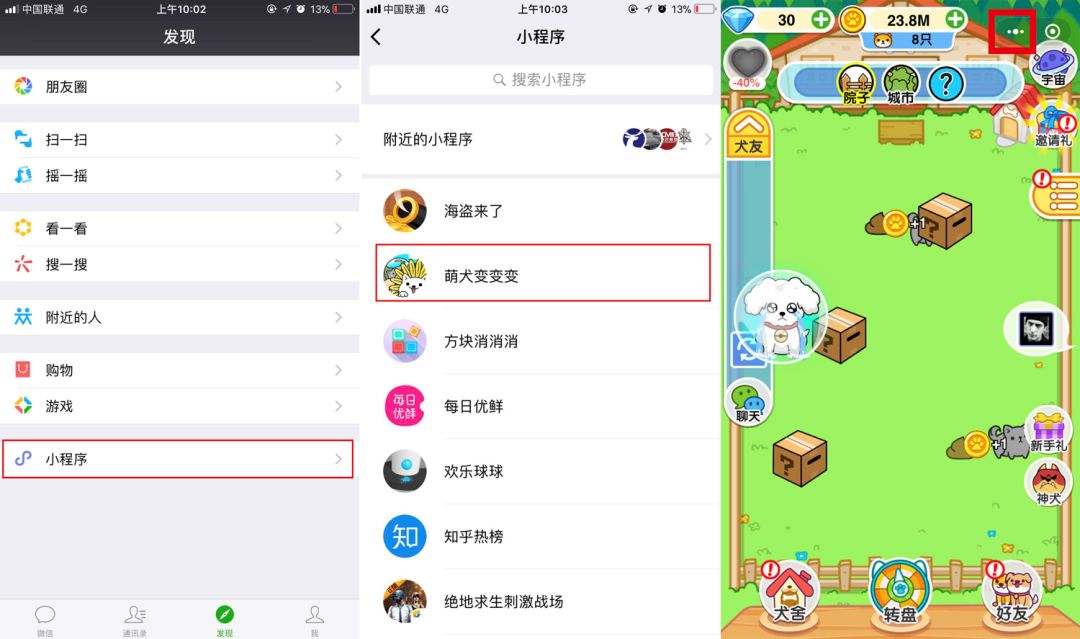 中国联通 4G 上午10:02 13%
发现
朋友圈
扫一扫
摇一摇
看一看
搜一搜
附近的人
购物
游戏
小程序
微信 通讯录 发现 我
中国联通 4G 上午10:03 13%
小程序
搜索小程序
附近的小程序
海盗来了
萌犬变变变
方块消消消
每日优鲜
每日优鲜
欢乐球球
知
知乎热榜
绝地求生刺激战场
30 23.8M
8只
-40%
院子 城市 ?
宇宙
犬友
邀请礼
+1
?
?
聊天
+1
新手礼
?
神犬
犬舍 转盘 好友